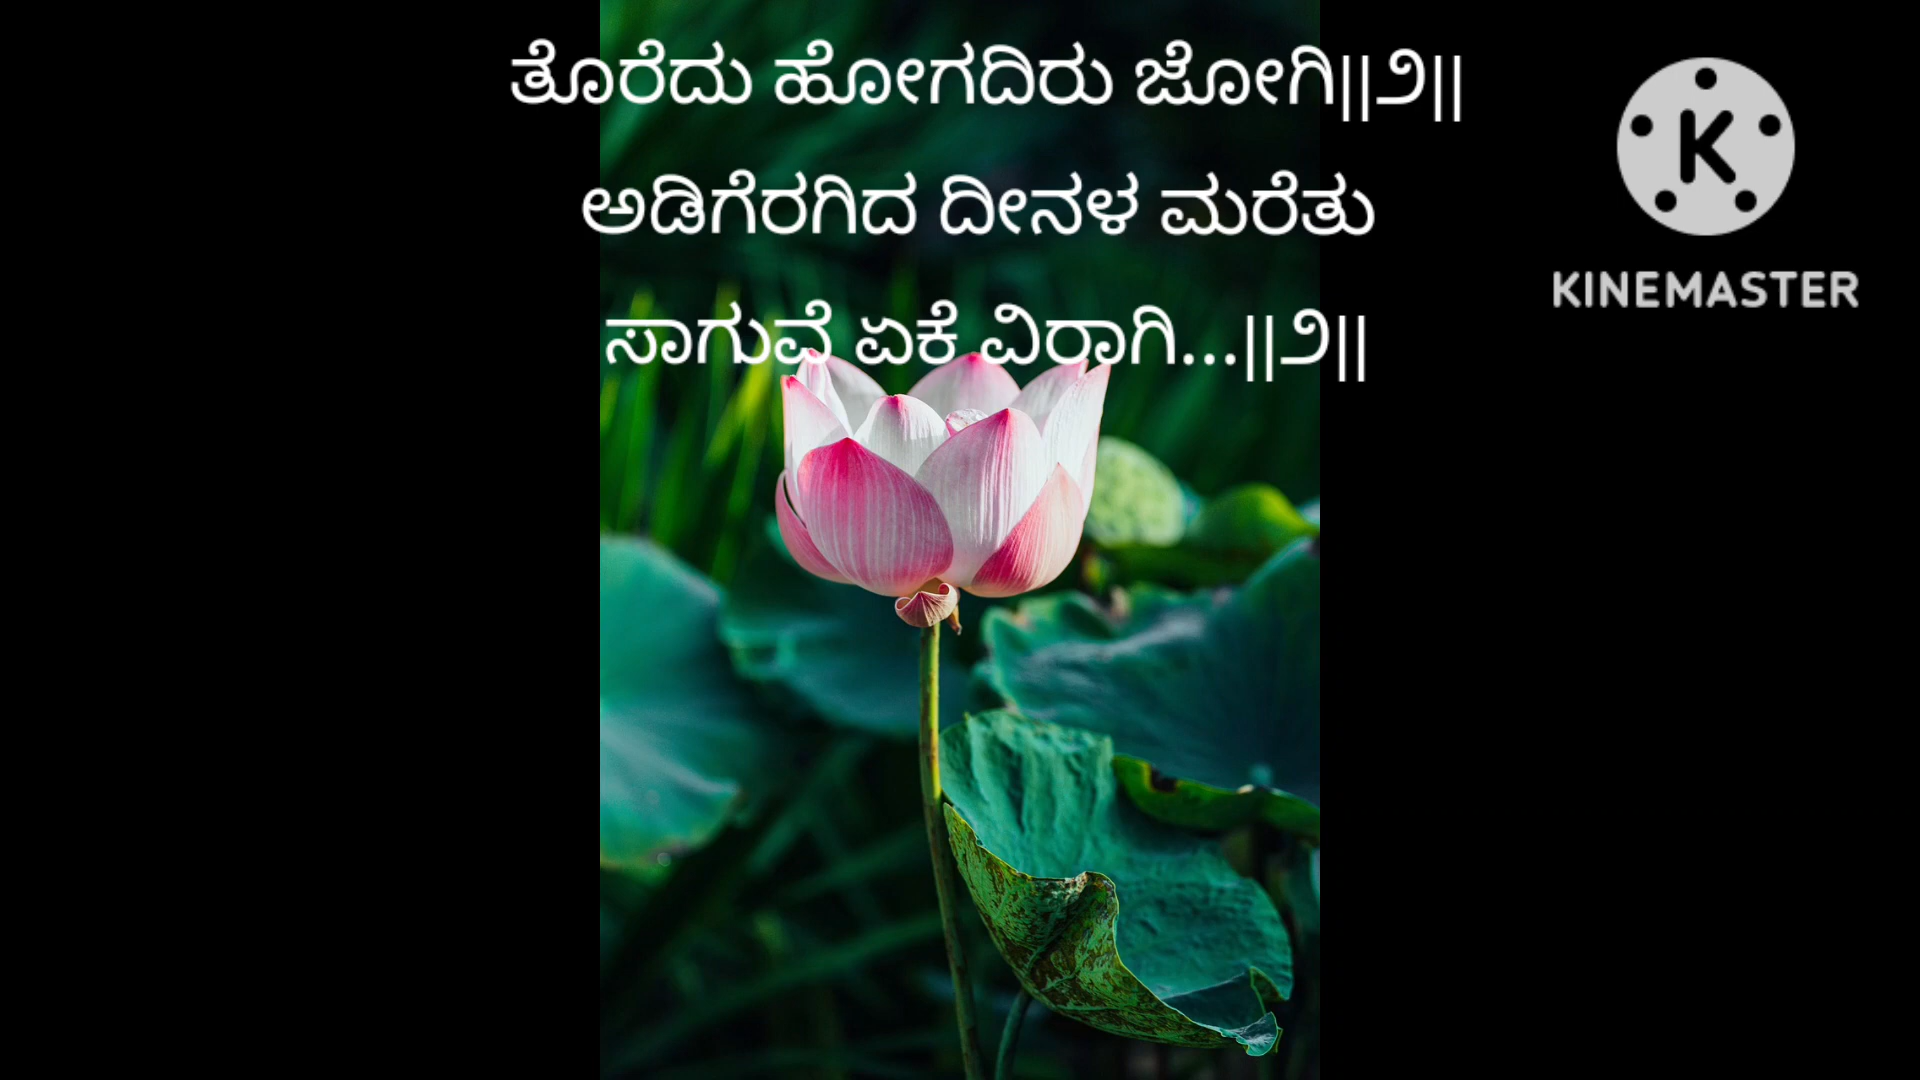 ತೊರೆದು ಹೋಗದಿರು ಜೋಗಿ||೨||
ಅಡಿಗೆರಗಿದ ದೀನಳ ಮರೆತು
ಸಾಗುವೆ ಏಕೆ ವಿರಾಗಿ...||೨||
K
KINEMASTER